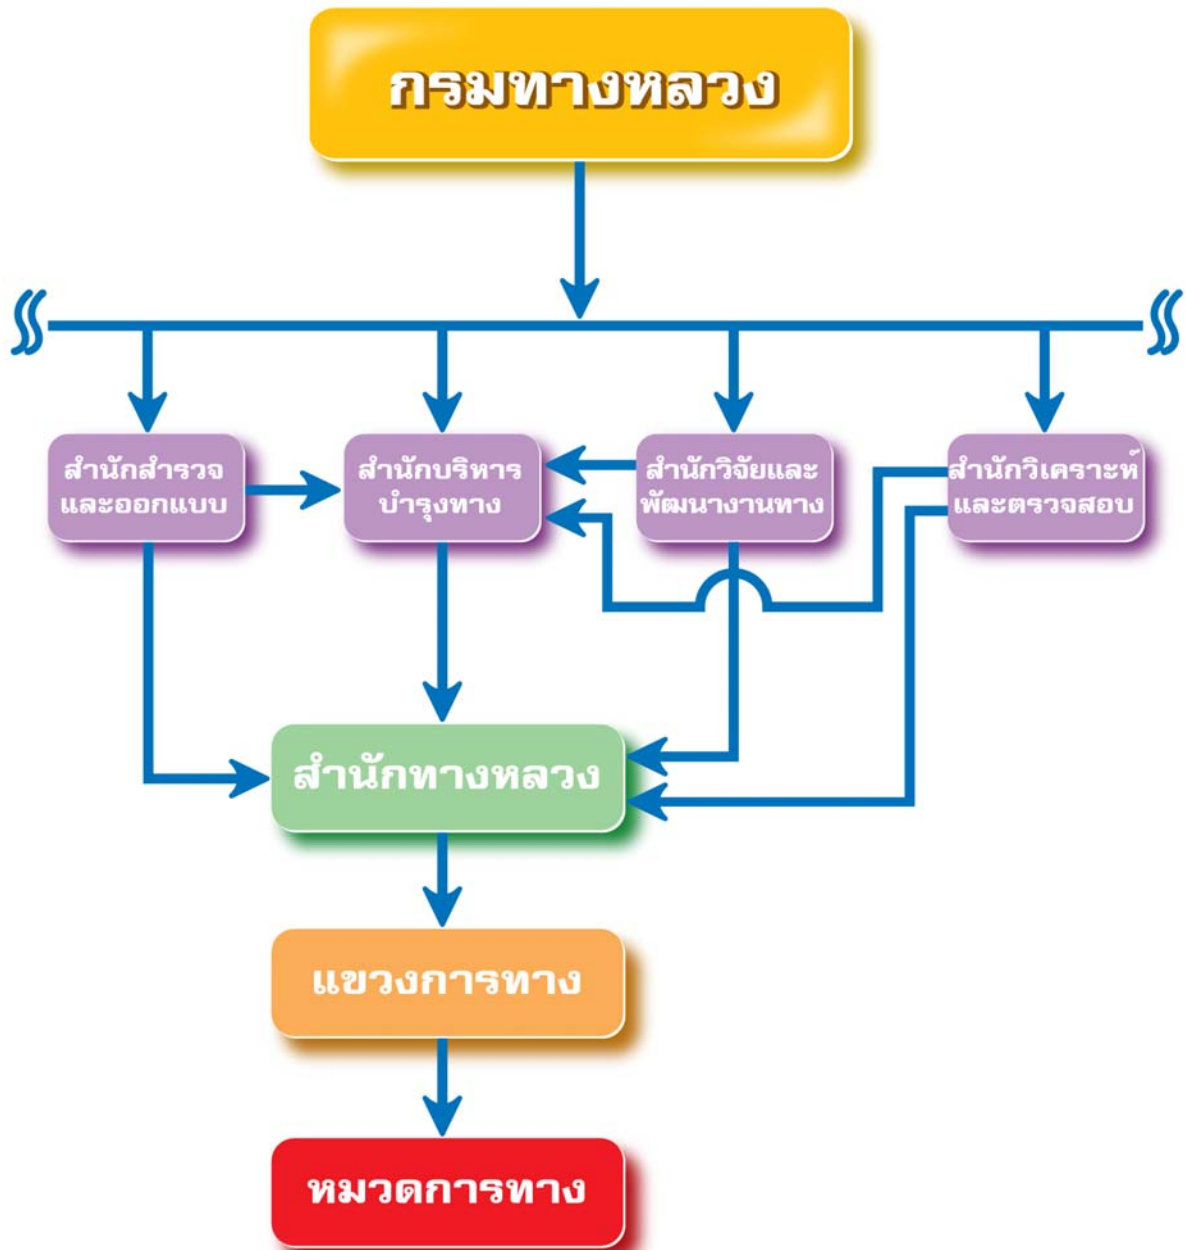 กรมทางหลวง
สำนักสำรวจ
และออกแบบ
สำนักบริหาร
บำรุงทาง
สำนักวิจัยและ
พัฒนางานทาง
สำนักวิเคราะห์
และตรวจสอบ
สำนักทางหลวง
แขวงการทาง
หมวดการทาง